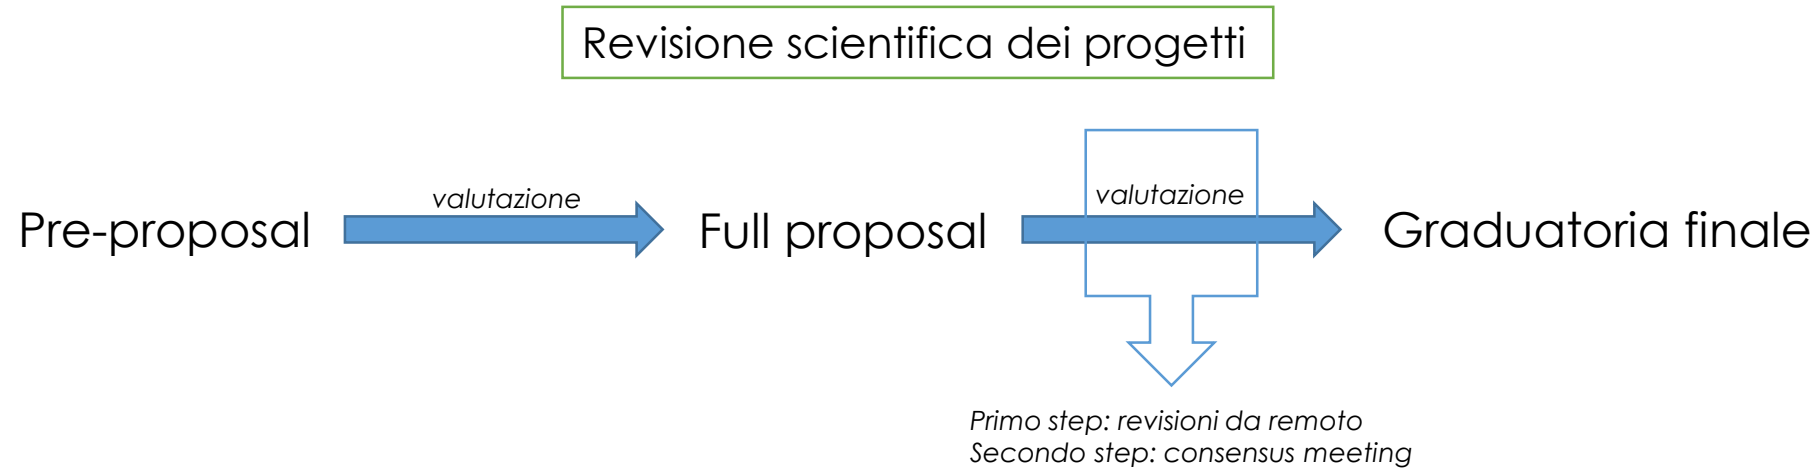 Revisione scientifica dei progetti
Pre-proposal
valutazione
Full proposal
valutazione
Graduatoria finale
Primo step: revisioni da remoto
Secondo step: consensus meeting